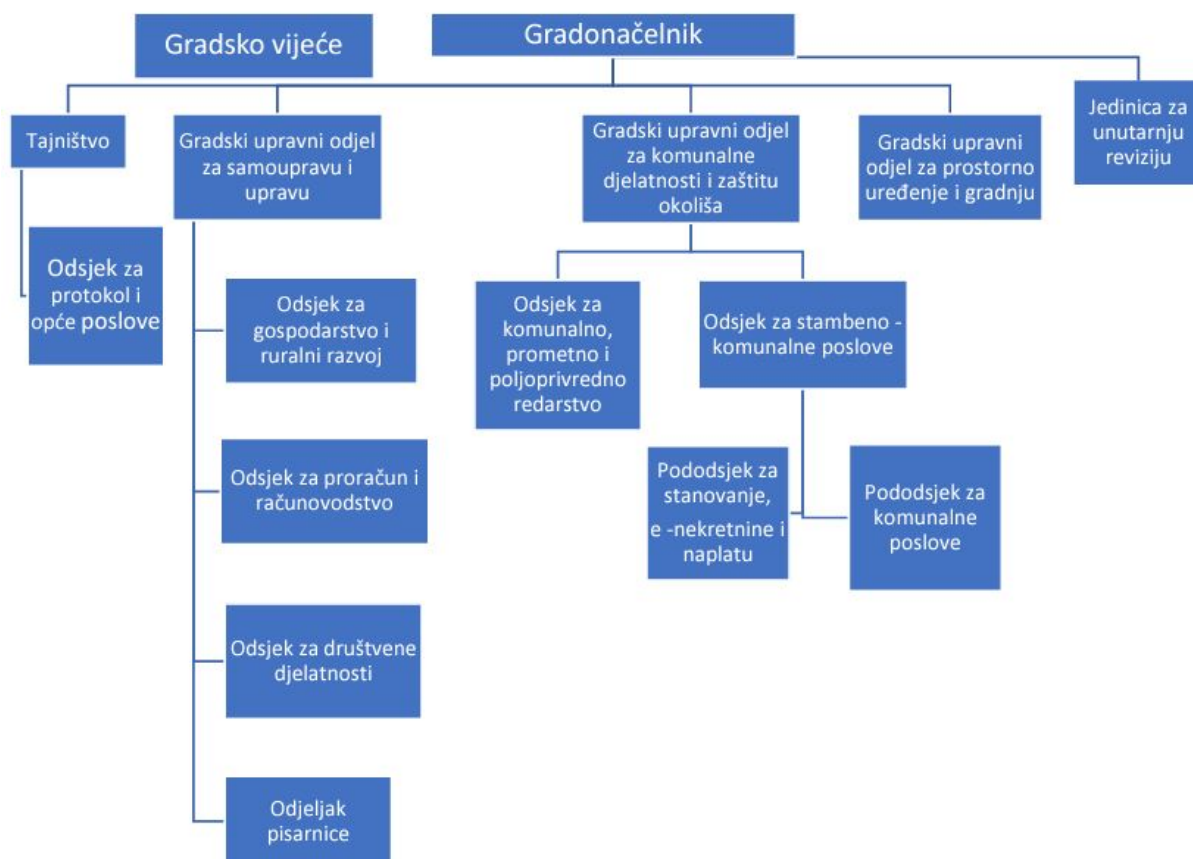 Gradsko vijeće
Gradonačelnik
Tajništvo
Gradski upravni odjel
za samoupravu i
upravu
Gradski upravni odjel
za komunalne
djelatnosti i zaštitu
okoliša
Gradski upravni
odjel za prostorno
uređenje i gradnju
Jedinica za
unutarnju
reviziju
Odsjek za
protokol i
opće poslove
Odsjek za
gospodarstvo i
ruralni razvoj
Odsjek za proračun i
računovodstvo
Odsjek za društvene
djelatnosti
Odjeljak
pisarnice
Odsjek za
komunalno,
prometno i
poljoprivredno
redarstvo
Odsjek za stambeno -
komunalne poslove
Pododsjek za
stanovanje,
e -nekretnine i
naplatu
Pododsjek za
komunalne
poslove